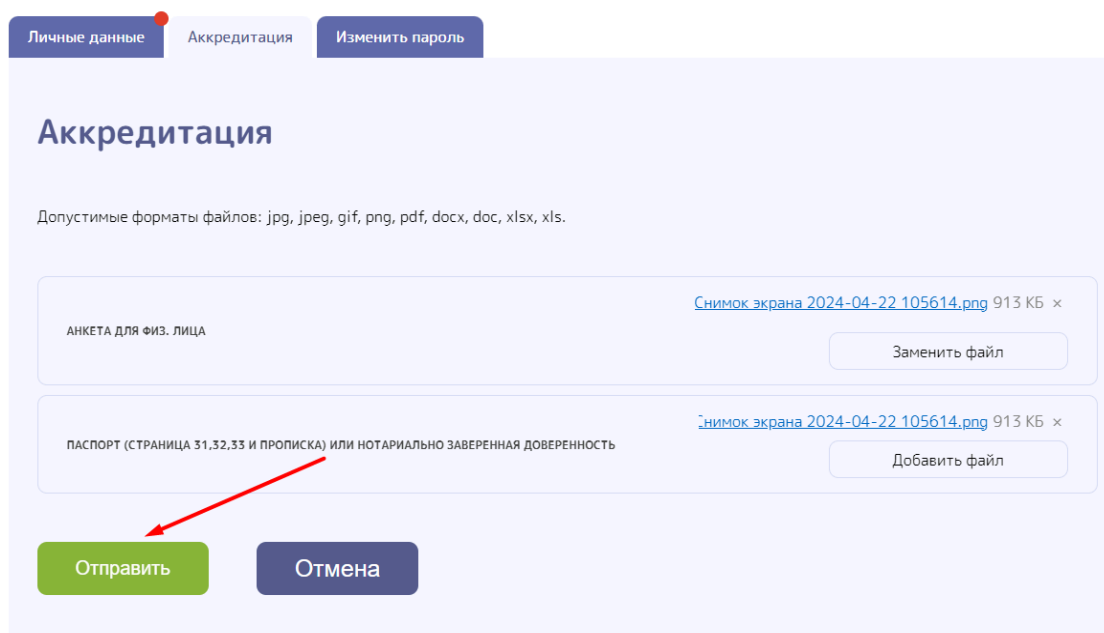 Личные данные
Аккредитация
Изменить пароль
Аккредитация
Допустимые форматы файлов: jpg, jpeg, gif, png, pdf, docx, doc, xlsx, xls.
Снимок экрана 2024-04-22 105614.png 913 КБ ×
АНКЕТА ДЛЯ ФИЗ. ЛИЦА
Заменить файл
Снимок экрана 2024-04-22 105614.png 913 КБ ×
ПАСПОРТ (СТРАНИЦА 31,32,33 И ПРОПИСКА) ИЛИ НОТАРИАЛЬНО ЗАВЕРЕННАЯ ДОВЕРЕННОСТЬ
Добавить файл
Отправить
Отмена